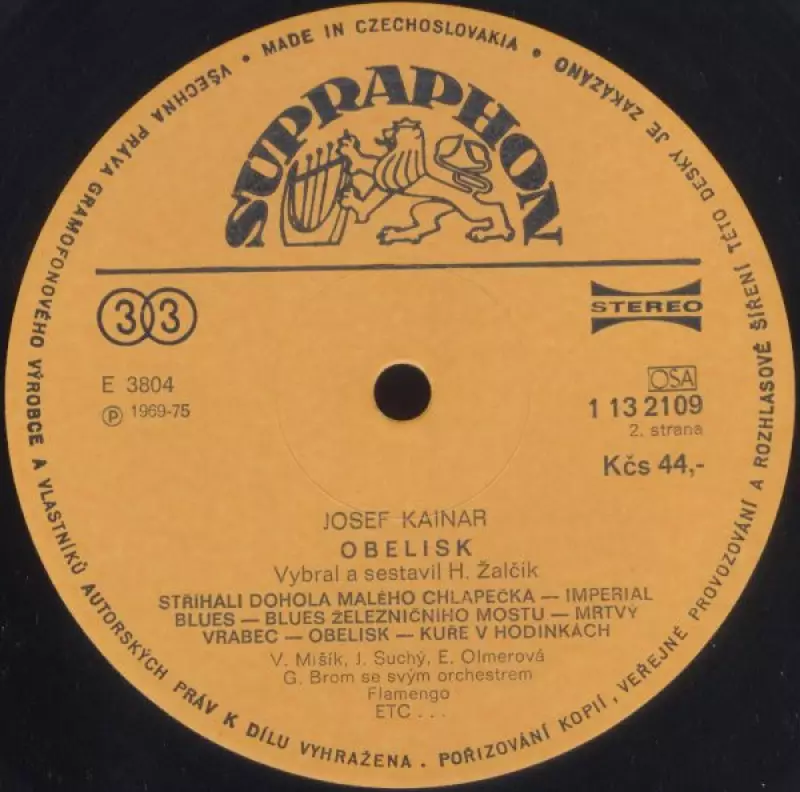 • MADE IN CZECHOSLOVAKIA •
SUPRAPHON
33
STEREO
E 3804
Ⓟ 1969-75
OSA
1 13 2109
2. strana
Kčs 44,-
JOSEF KAINAR
OBELISK
Vybral a sestavil H. Žalčik
STŘÍHALI DOHOLA MALÉHO CHLAPEČKA — IMPERIAL
BLUES — BLUES ŽELEZNIČNÍHO MOSTU — MRTVÝ
VRABEC — OBELISK — KUŘE V HODINKÁCH
V. Mišík, J. Suchý, E. Olmerová
G. Brom se svým orchestrem
Flamengo
ETC . . .
VŠECHNA PRÁVA GRAMOFONOVÉHO VÝROBCE A VLASTNÍKŮ AUTORSKÝCH PRÁV K DÍLU VYHRAŽENA. POŘIZOVÁNÍ KOPIÍ, VEŘEJNÉ PROVOZOVÁNÍ A ROZHLASOVÉ ŠÍŘENÍ TÉTO DESKY JE ZAKÁZÁNO